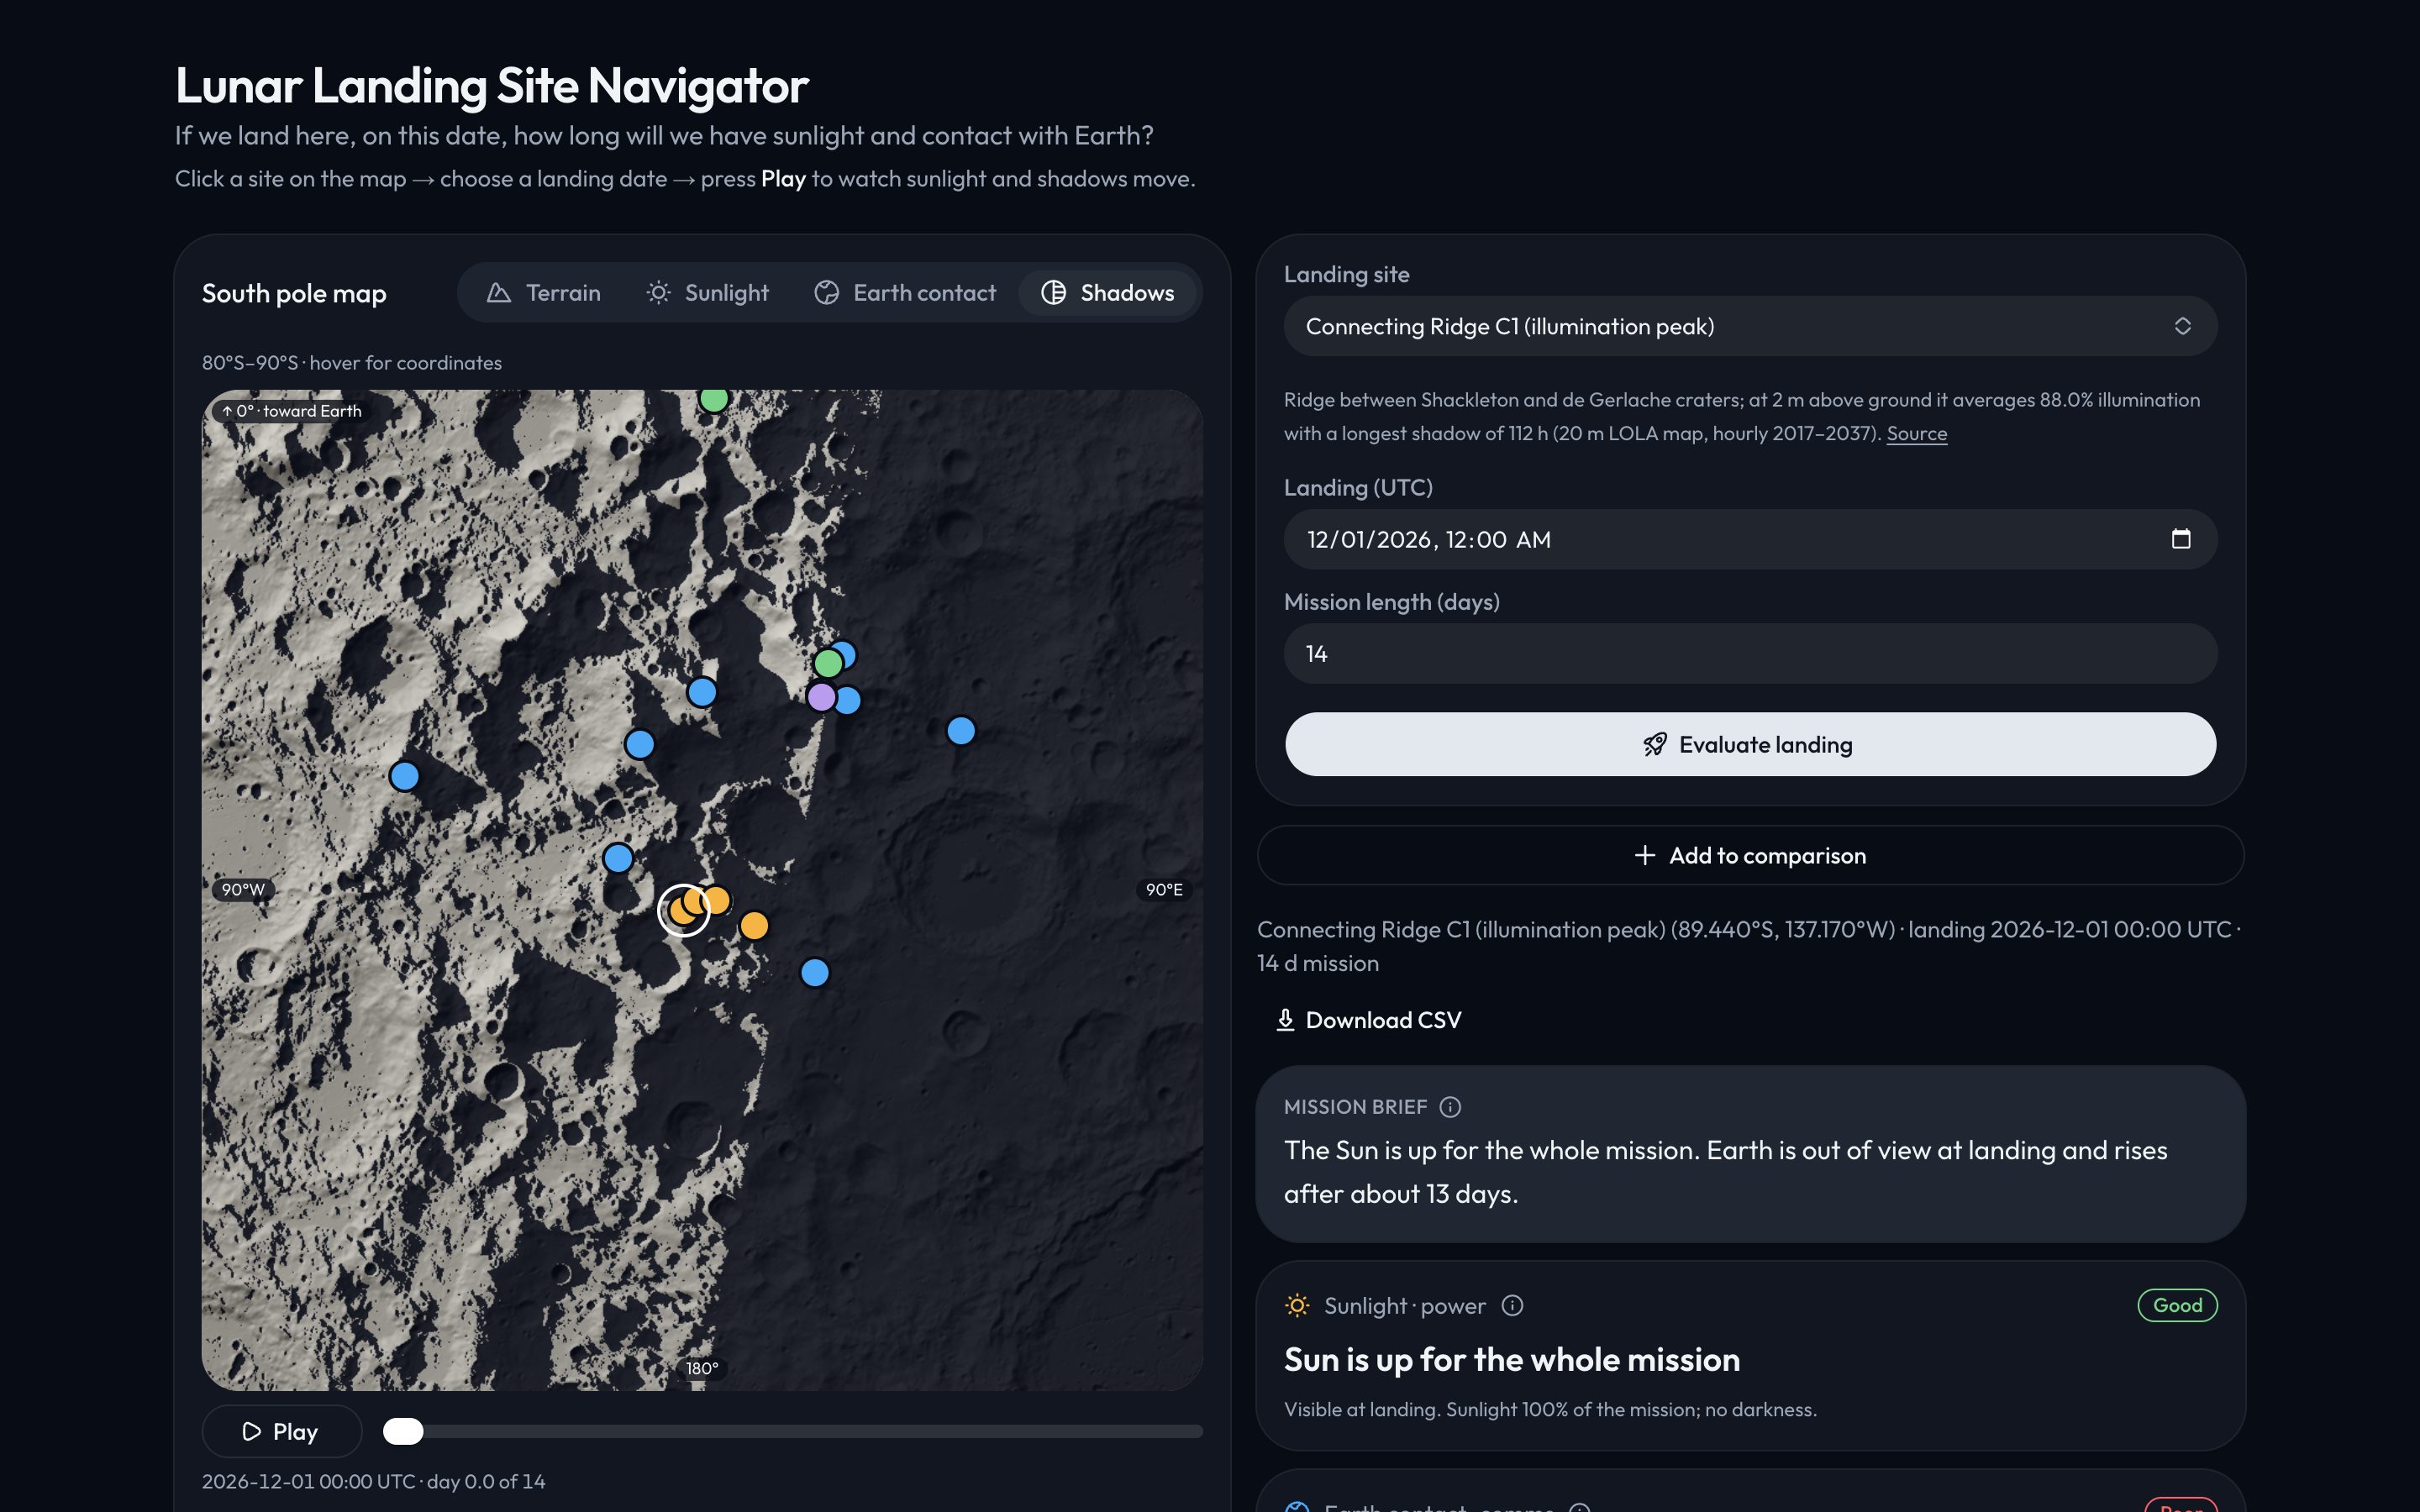 Lunar Landing Site Navigator
If we land here, on this date, how long will we have sunlight and contact with Earth?
Click a site on the map → choose a landing date → press Play to watch sunlight and shadows move.
South pole map
Terrain
Sunlight
Earth contact
Shadows
80°S–90°S · hover for coordinates
↑ 0° · toward Earth
90°W
90°E
180°
Play
2026-12-01 00:00 UTC · day 0.0 of 14
Landing site
Connecting Ridge C1 (illumination peak)
Ridge between Shackleton and de Gerlache craters; at 2 m above ground it averages 88.0% illumination
with a longest shadow of 112 h (20 m LOLA map, hourly 2017–2037). Source
Landing (UTC)
12/01/2026, 12:00 AM
Mission length (days)
14
Evaluate landing
Add to comparison
Connecting Ridge C1 (illumination peak) (89.440°S, 137.170°W) · landing 2026-12-01 00:00 UTC ·
14 d mission
Download CSV
MISSION BRIEF
The Sun is up for the whole mission. Earth is out of view at landing and rises
after about 13 days.
Sunlight · power
Good
Sun is up for the whole mission
Visible at landing. Sunlight 100% of the mission; no darkness.
Earth contact · comms
Poor